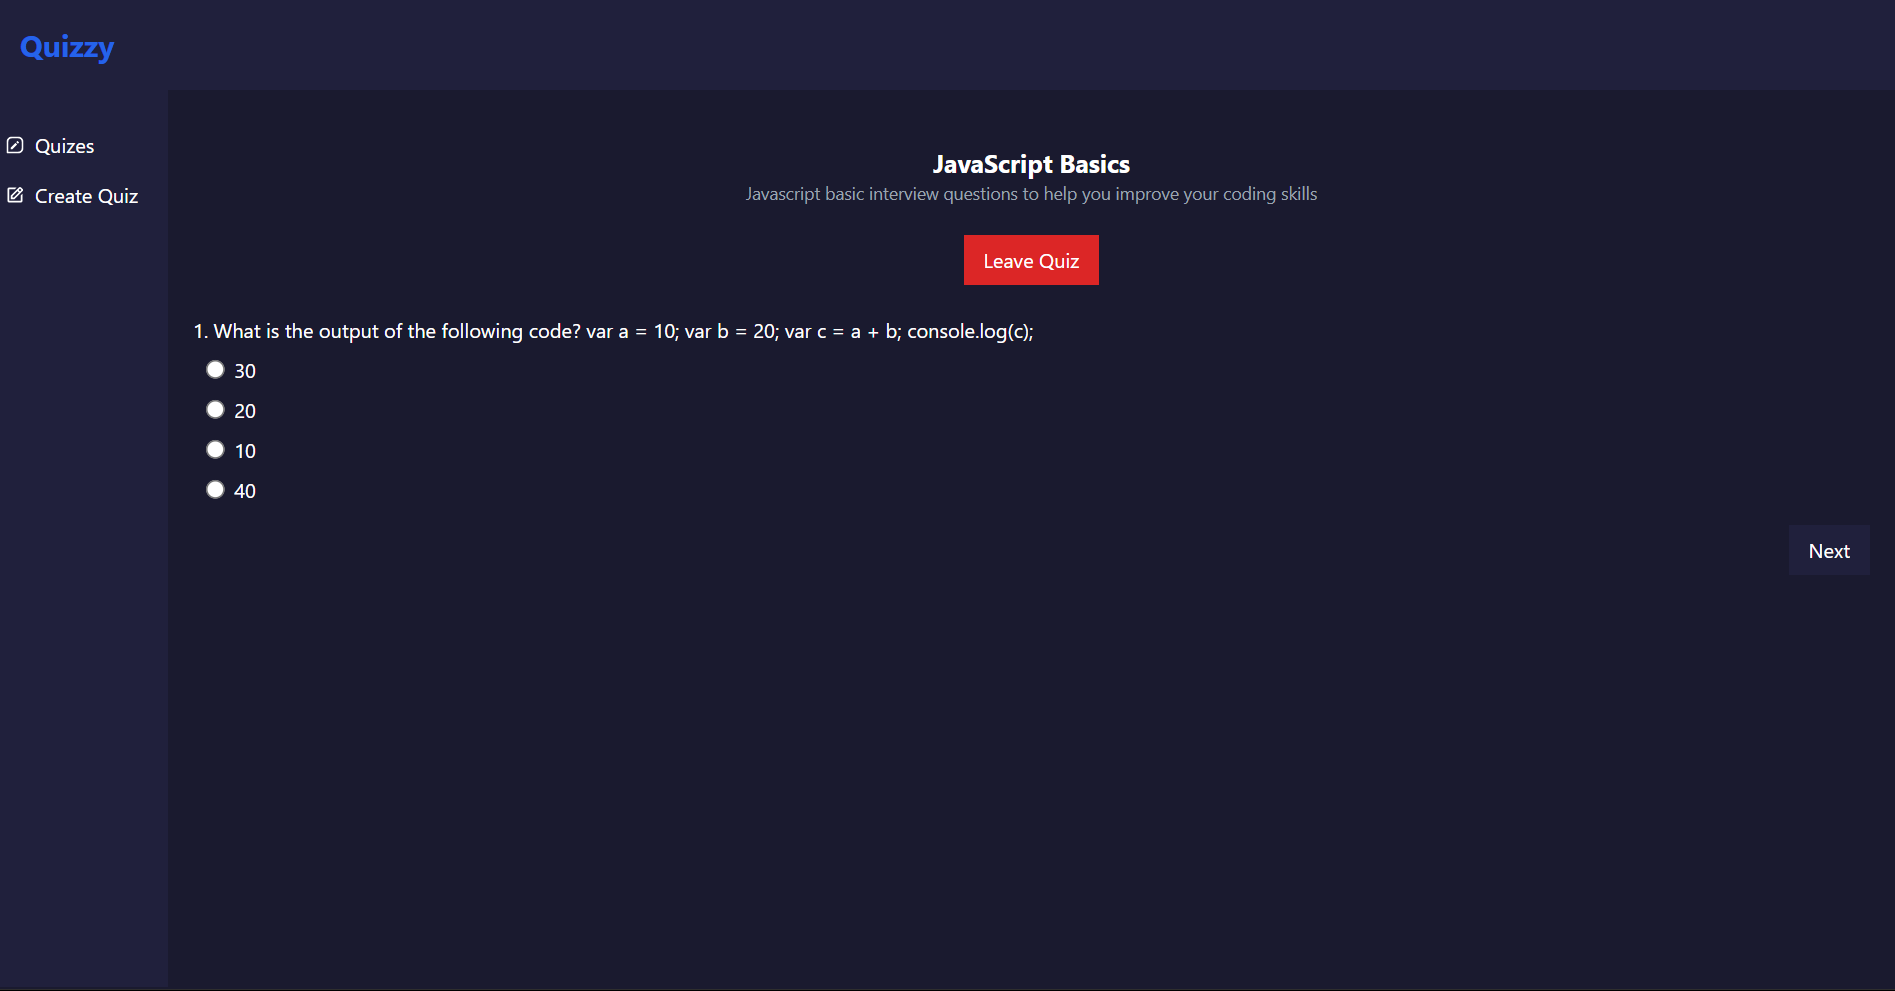 Quizzy
Quizes
Create Quiz
JavaScript Basics
Javascript basic interview questions to help you improve your coding skills
Leave Quiz
1. What is the output of the following code? var a = 10; var b = 20; var c = a + b; console.log(c);
30
20
10
40
Next